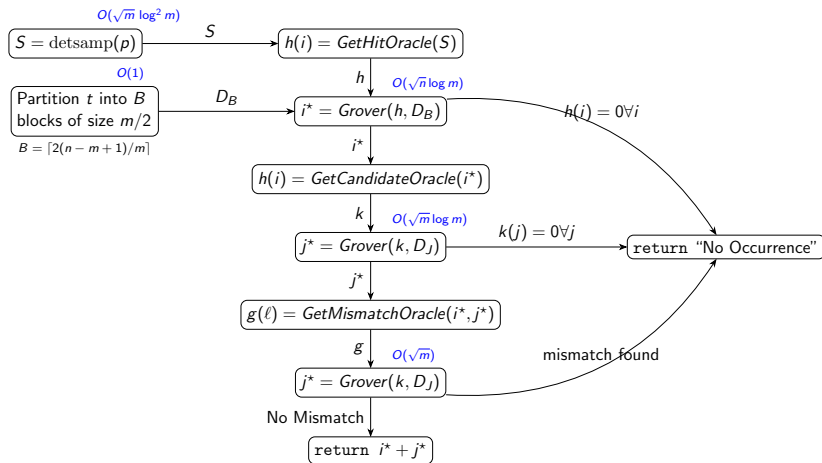 O(√m log² m)
S = detsamp(p)
S
h(i) = GetHitOracle(S)
O(1)
h
O(√n log m)
Partition t into B
blocks of size m/2
D_B
i⋆ = Grover(h, D_B)
h(i) = 0∀i
B = ⌈2(n − m + 1)/m⌉
i⋆
h(i) = GetCandidateOracle(i⋆)
k
O(√m log m)
j⋆ = Grover(k, D_J)
k(j) = 0∀j
return “No Occurrence”
j⋆
g(ℓ) = GetMismatchOracle(i⋆, j⋆)
g
O(√m)
mismatch found
j⋆ = Grover(k, D_J)
No Mismatch
return i⋆ + j⋆